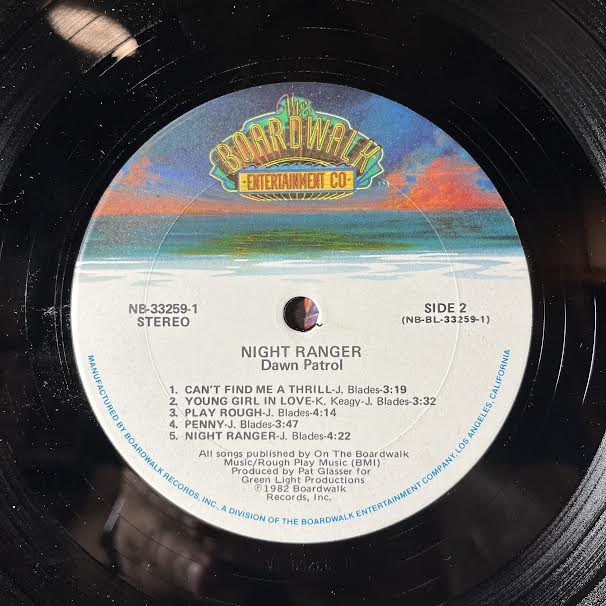 The
BOARDWALK
-ENTERTAINMENT CO-
NB-33259-1
STEREO
SIDE 2
(NB-BL-33259-1)
NIGHT RANGER
Dawn Patrol
1. CAN'T FIND ME A THRILL-J. Blades-3:19
2. YOUNG GIRL IN LOVE-K. Keagy-J. Blades-3:32
3. PLAY ROUGH-J. Blades-4:14
4. PENNY-J. Blades-3:47
5. NIGHT RANGER-J. Blades-4:22
All songs published by On The Boardwalk
Music/Rough Play Music (BMI)
Produced by Pat Glasser for
Green Light Productions
℗1982 Boardwalk
Records, Inc.
MANUFACTURED BY BOARDWALK RECORDS, INC., A DIVISION OF THE BOARDWALK ENTERTAINMENT COMPANY, LOS ANGELES, CALIFORNIA